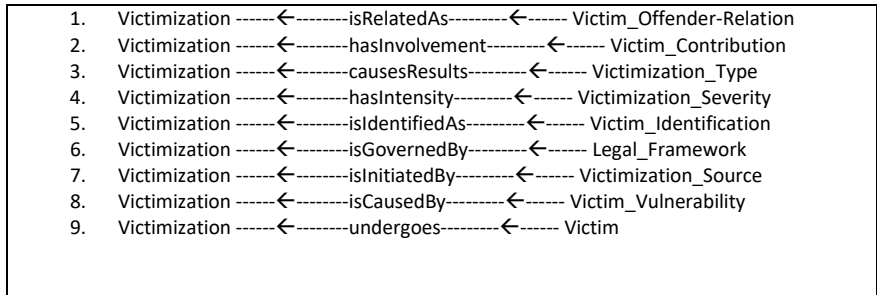 1. Victimization ------←--------isRelatedAs---------←------ Victim_Offender-Relation
2. Victimization ------←--------hasInvolvement---------←------ Victim_Contribution
3. Victimization ------←--------causesResults---------←------ Victimization_Type
4. Victimization ------←--------hasIntensity---------←------ Victimization_Severity
5. Victimization ------←--------isIdentifiedAs---------←------ Victim_Identification
6. Victimization ------←--------isGovernedBy---------←------ Legal_Framework
7. Victimization ------←--------isInitiatedBy---------←------ Victimization_Source
8. Victimization ------←--------isCausedBy---------←------ Victim_Vulnerability
9. Victimization ------←--------undergoes---------←------ Victim